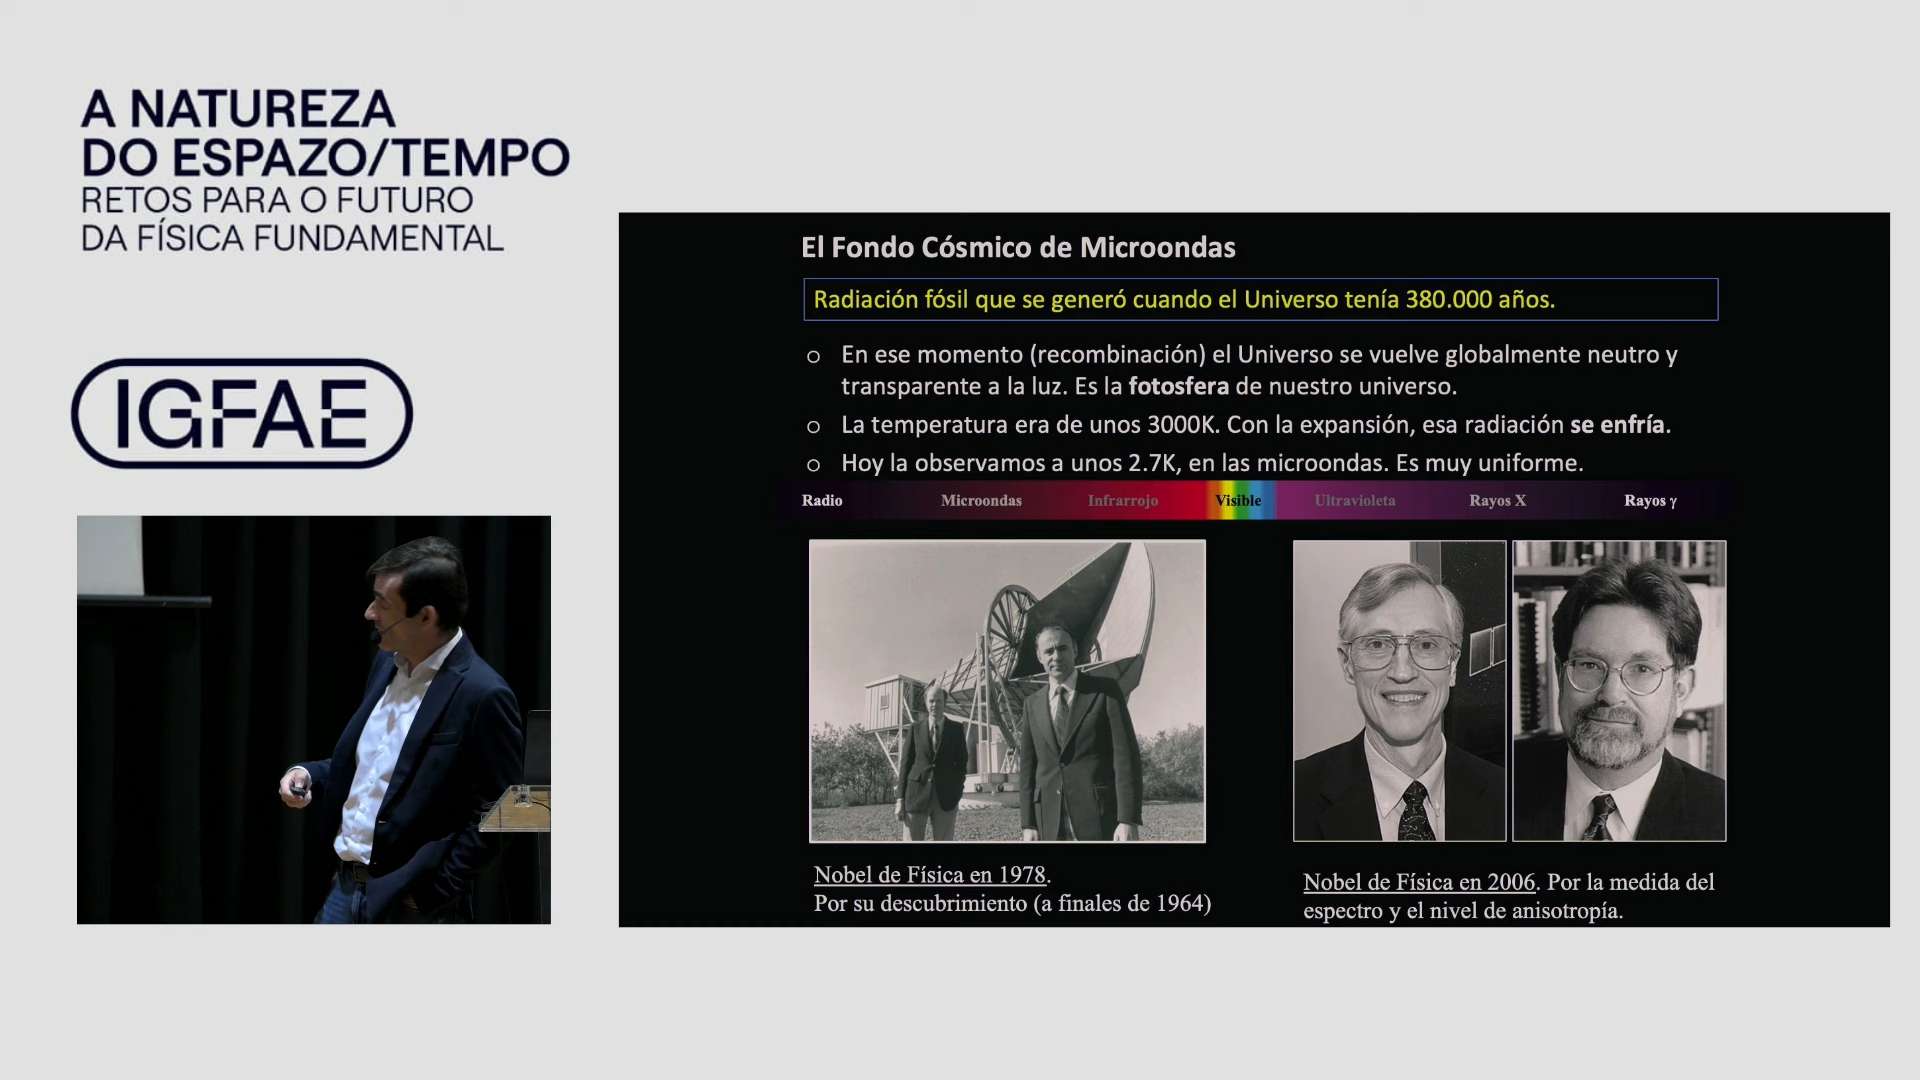 A NATUREZA
DO ESPAZO/TEMPO
RETOS PARA O FUTURO
DA FÍSICA FUNDAMENTAL
IGFAE
El Fondo Cósmico de Microondas
Radiación fósil que se generó cuando el Universo tenía 380.000 años.
o En ese momento (recombinación) el Universo se vuelve globalmente neutro y
transparente a la luz. Es la fotosfera de nuestro universo.
o La temperatura era de unos 3000K. Con la expansión, esa radiación se enfría.
o Hoy la observamos a unos 2.7K, en las microondas. Es muy uniforme.
Radio Microondas Infrarrojo Visible Ultravioleta Rayos X Rayos γ
Nobel de Física en 1978.
Por su descubrimiento (a finales de 1964)
Nobel de Física en 2006. Por la medida del
espectro y el nivel de anisotropía.